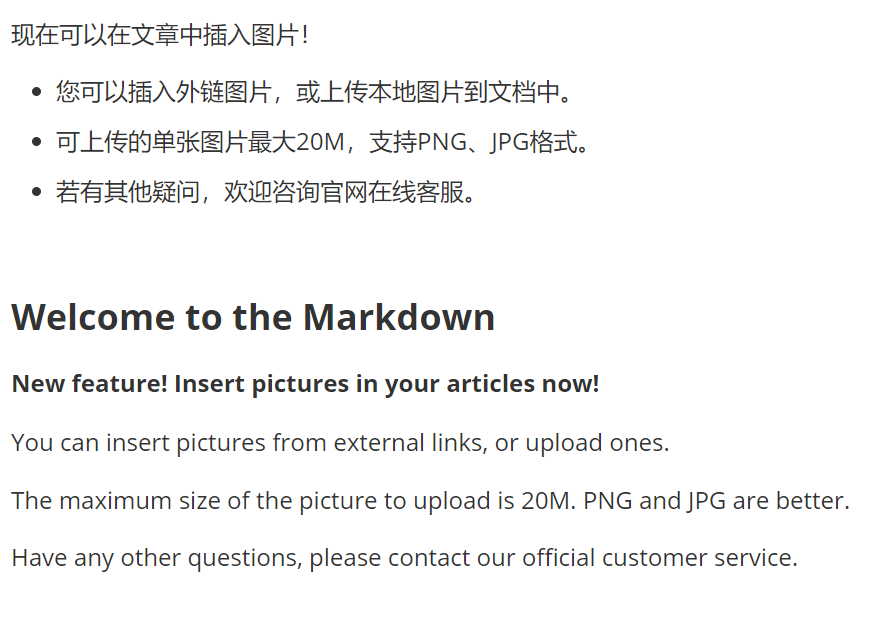 现在可以在文章中插入图片！
您可以插入外链图片，或上传本地图片到文档中。
可上传的单张图片最大20M，支持PNG、JPG格式。
若有其他疑问，欢迎咨询官网在线客服。
Welcome to the Markdown
New feature! Insert pictures in your articles now!
You can insert pictures from external links, or upload ones.
The maximum size of the picture to upload is 20M. PNG and JPG are better.
Have any other questions, please contact our official customer service.